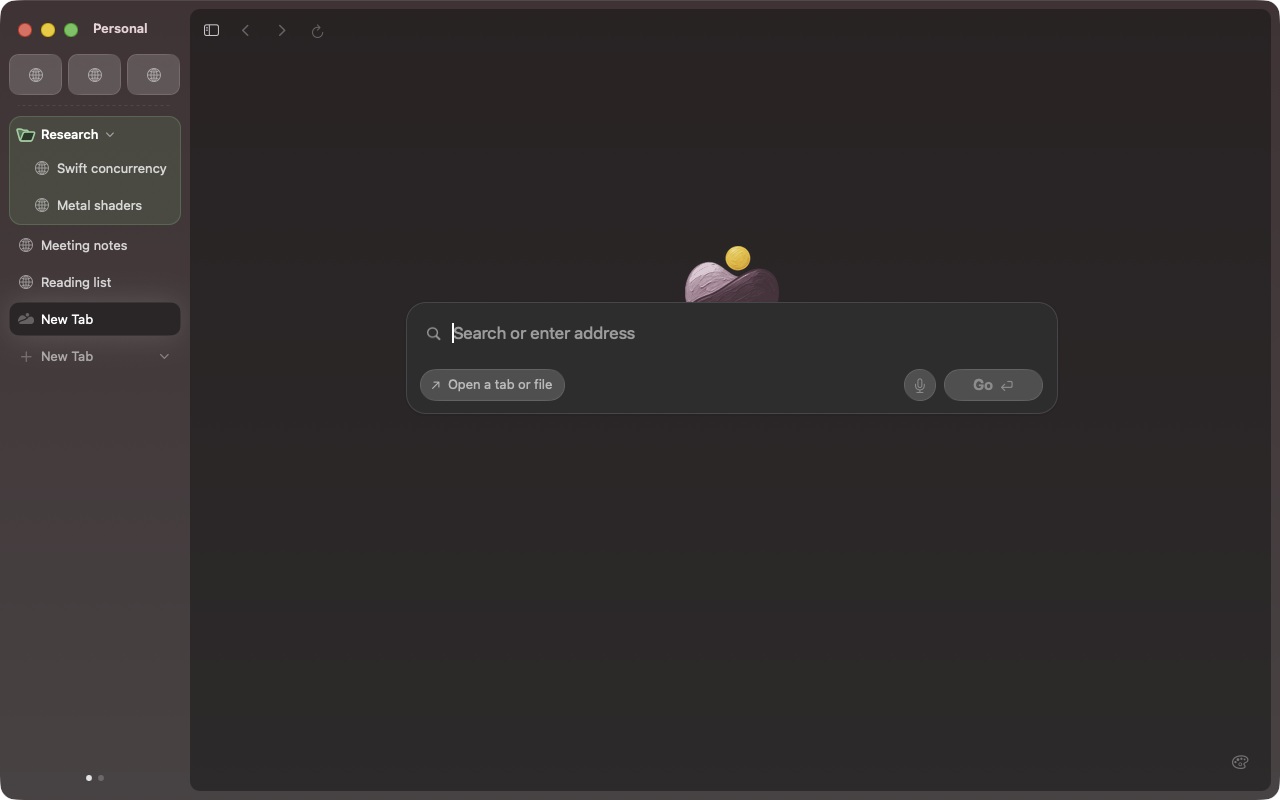 Personal
Research
Swift concurrency
Metal shaders
Meeting notes
Reading list
New Tab
New Tab
Search or enter address
Open a tab or file
Go